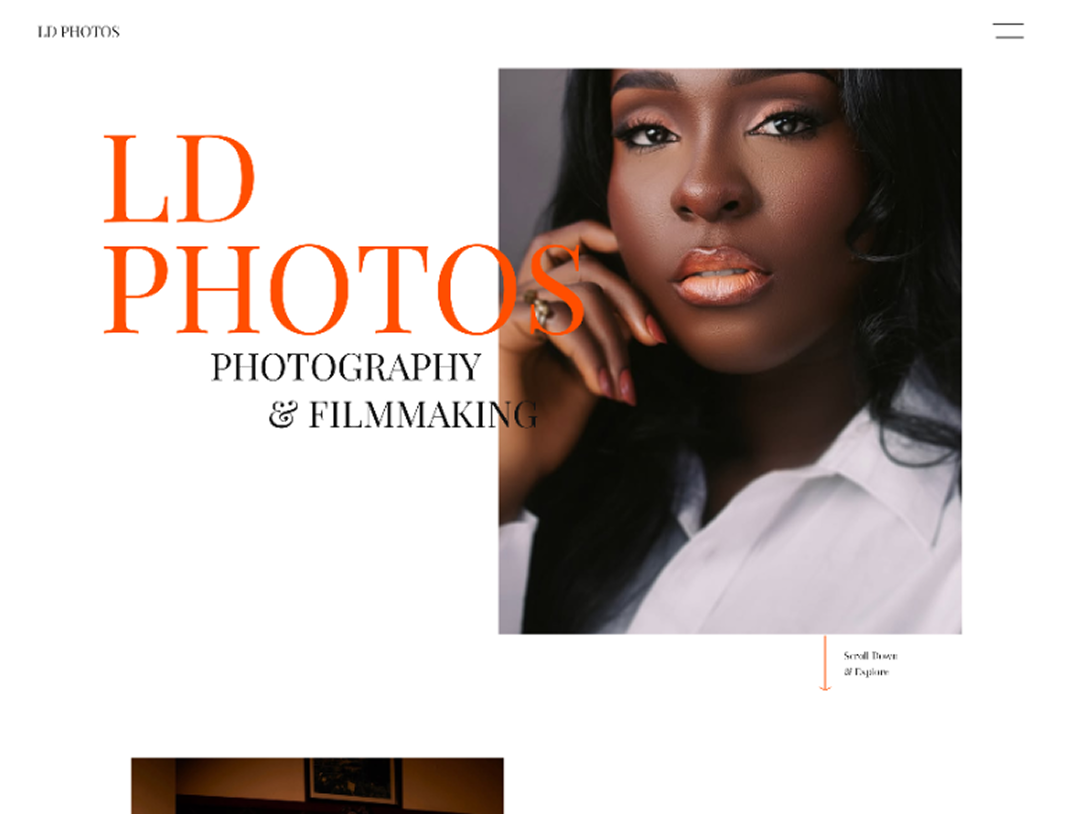 LD PHOTOS
LD
PHOTOS
PHOTOGRAPHY
& FILMMAKING
Scroll Down
& Explore